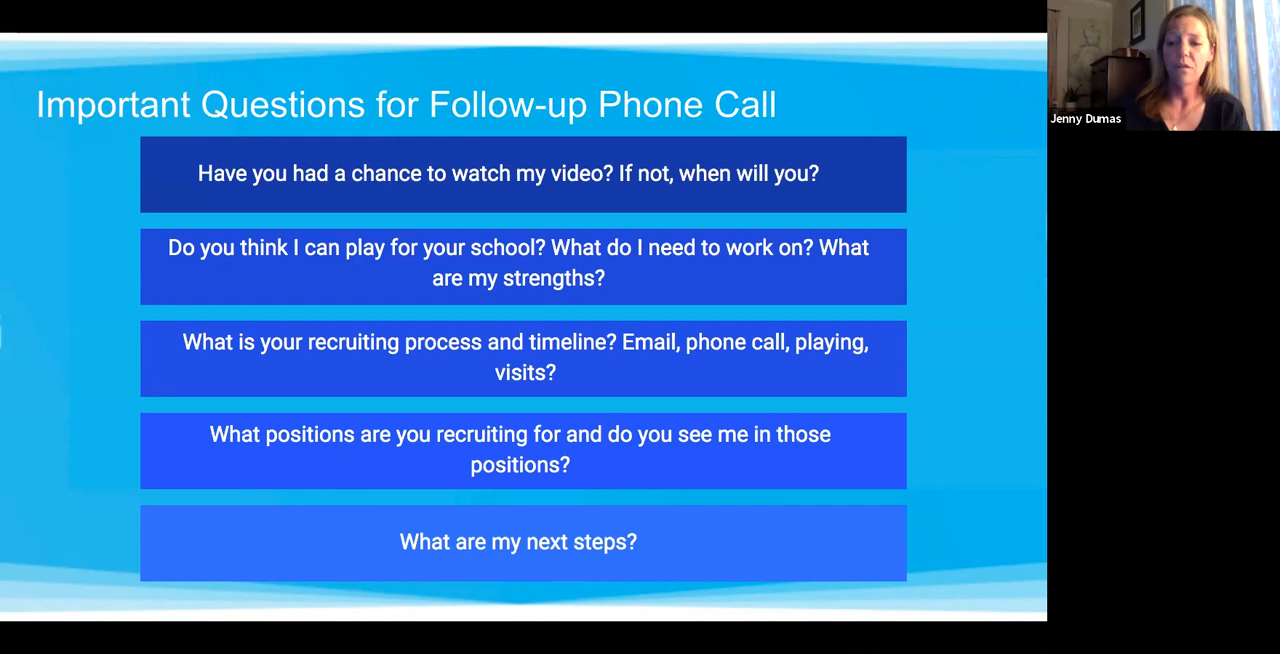 Important Questions for Follow-up Phone Call
Have you had a chance to watch my video? If not, when will you?
Do you think I can play for your school? What do I need to work on? What
are my strengths?
What is your recruiting process and timeline? Email, phone call, playing,
visits?
What positions are you recruiting for and do you see me in those
positions?
What are my next steps?
Jenny Dumas